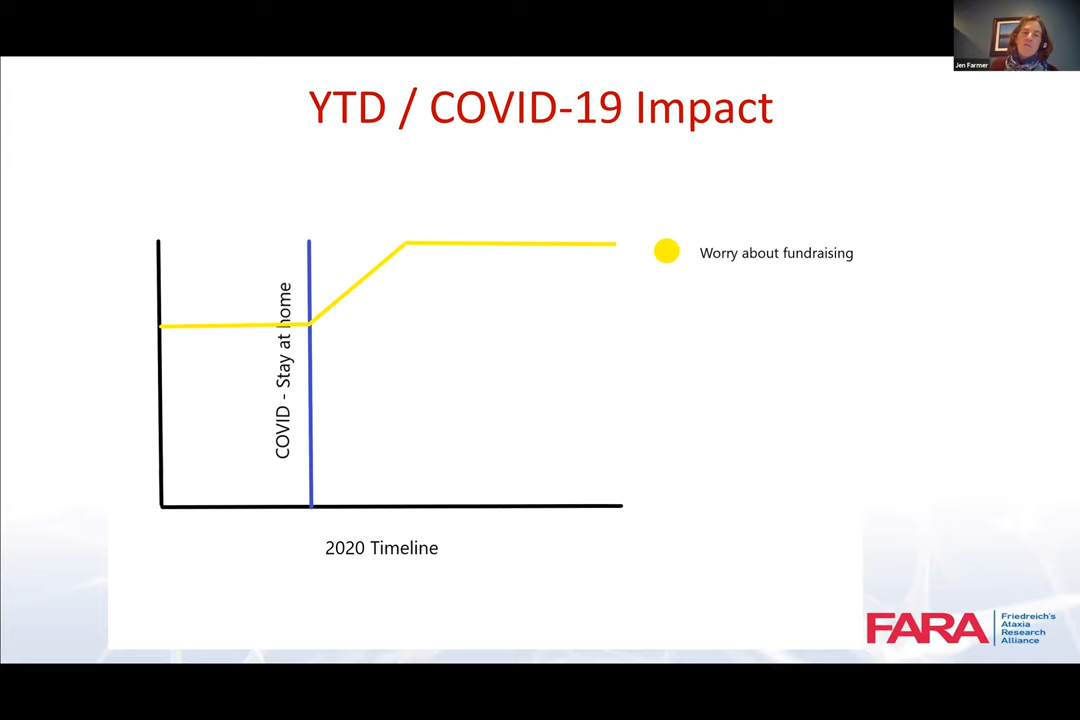 Jen Farmer
YTD / COVID-19 Impact
Worry about fundraising
COVID - Stay at home
2020 Timeline
FARA
Friedreich's
Ataxia
Research
Alliance